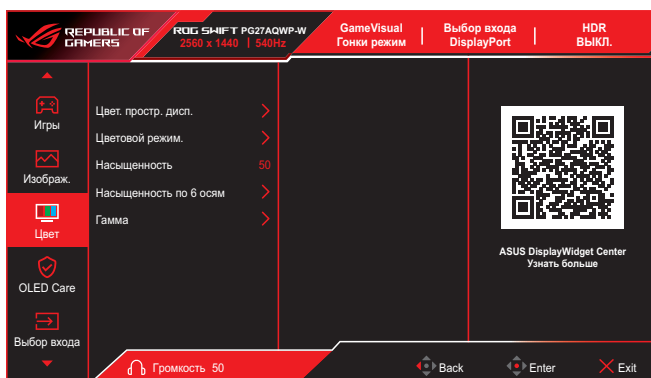 REPUBLIC OF
GAMERS
ROG SWIFT PG27AQWP-W
2560 x 1440 | 540Hz
GameVisual
Гонки режим
Выбор входа
DisplayPort
HDR
ВЫКЛ.
Игры
Изображ.
Цвет
OLED Care
Выбор входа
Цвет. простр. дисп.
Цветовой режим.
Насыщенность 50
Насыщенность по 6 осям
Гамма
ASUS DisplayWidget Center
Узнать больше
Громкость 50
Back
Enter
Exit